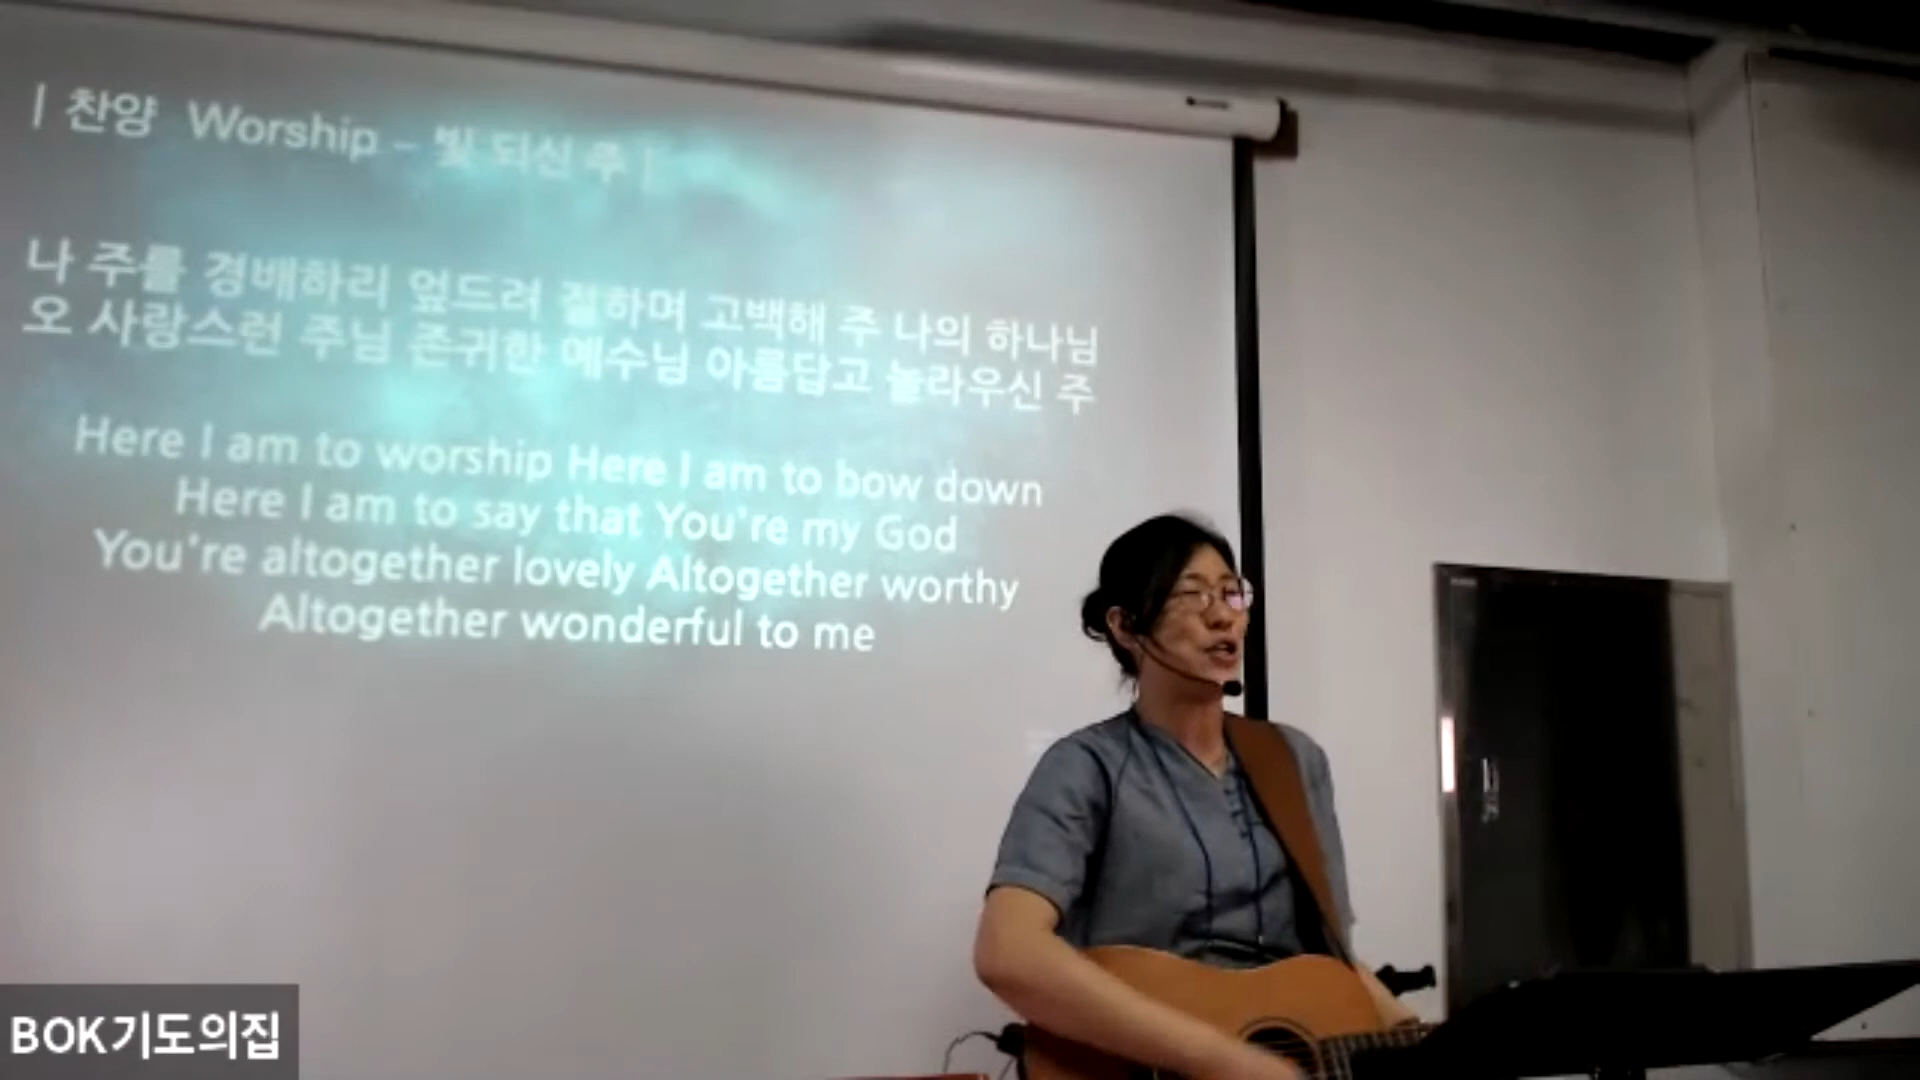 | 찬양 Worship - 빛 되신 주 |
나 주를 경배하리 엎드려 절하며 고백해 주 나의 하나님
오 사랑스런 주님 존귀한 예수님 아름답고 놀라우신 주
Here I am to worship Here I am to bow down
Here I am to say that You're my God
You're altogether lovely Altogether worthy
Altogether wonderful to me
BOK기도의집